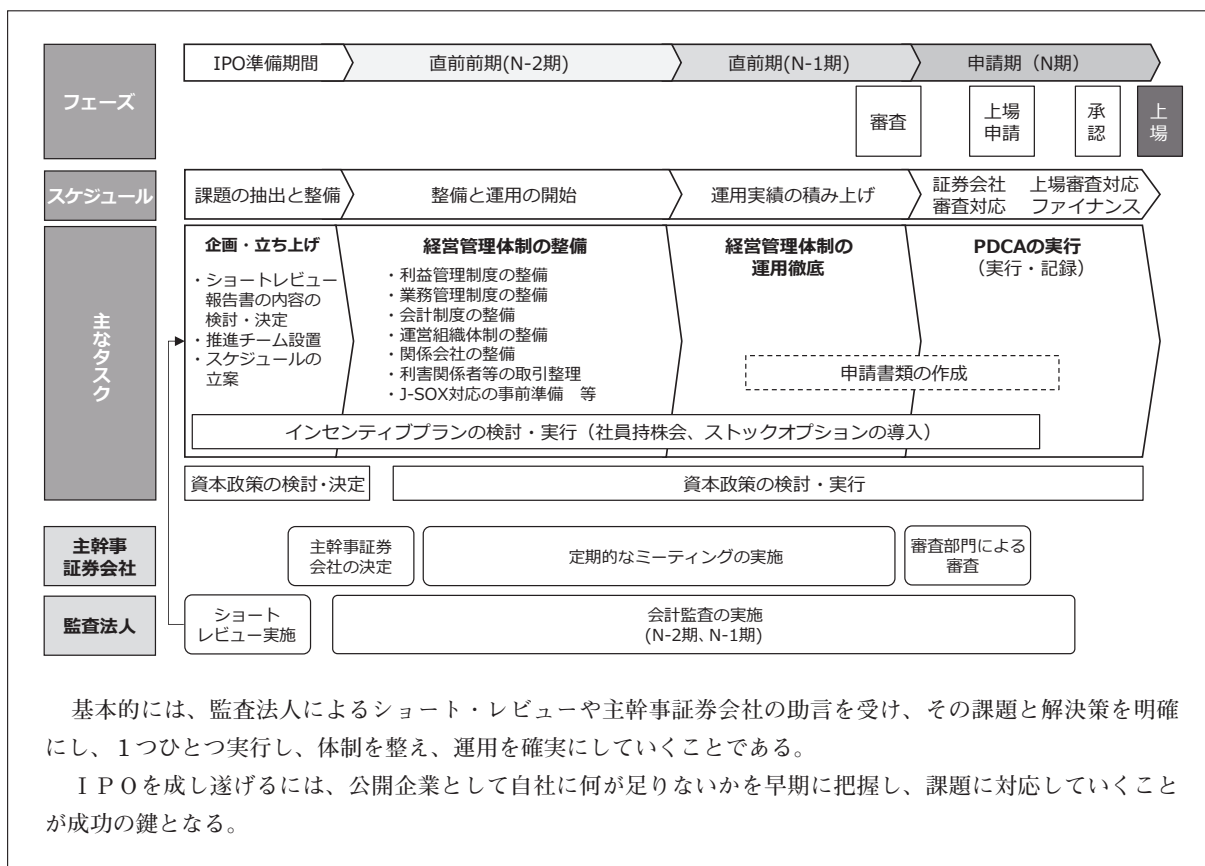 フェーズ
IPO準備期間
直前前期(N-2期)
直前期(N-1期)
申請期（N期）
審査
上場
申請
承
認
上
場
スケジュール
課題の抽出と整備
整備と運用の開始
運用実績の積み上げ
証券会社
審査対応
上場審査対応
ファイナンス
主なタスク
企画・立ち上げ
・ショートレビュー
報告書の内容の
検討・決定
・推進チーム設置
・スケジュールの
立案
経営管理体制の整備
・利益管理制度の整備
・業務管理制度の整備
・会計制度の整備
・運営組織体制の整備
・関係会社の整備
・利害関係者等の取引整理
・J-SOX対応の事前準備　等
経営管理体制の
運用徹底
PDCAの実行
（実行・記録）
申請書類の作成
インセンティブプランの検討・実行（社員持株会、ストックオプションの導入）
資本政策の検討・決定
資本政策の検討・実行
主幹事
証券会社
主幹事証券
会社の決定
定期的なミーティングの実施
審査部門による
審査
監査法人
ショート
レビュー実施
会計監査の実施
(N-2期、N-1期)
基本的には、監査法人によるショート・レビューや主幹事証券会社の助言を受け、その課題と解決策を明確
にし、１つひとつ実行し、体制を整え、運用を確実にしていくことである。
ＩＰＯを成し遂げるには、公開企業として自社に何が足りないかを早期に把握し、課題に対応していくこと
が成功の鍵となる。